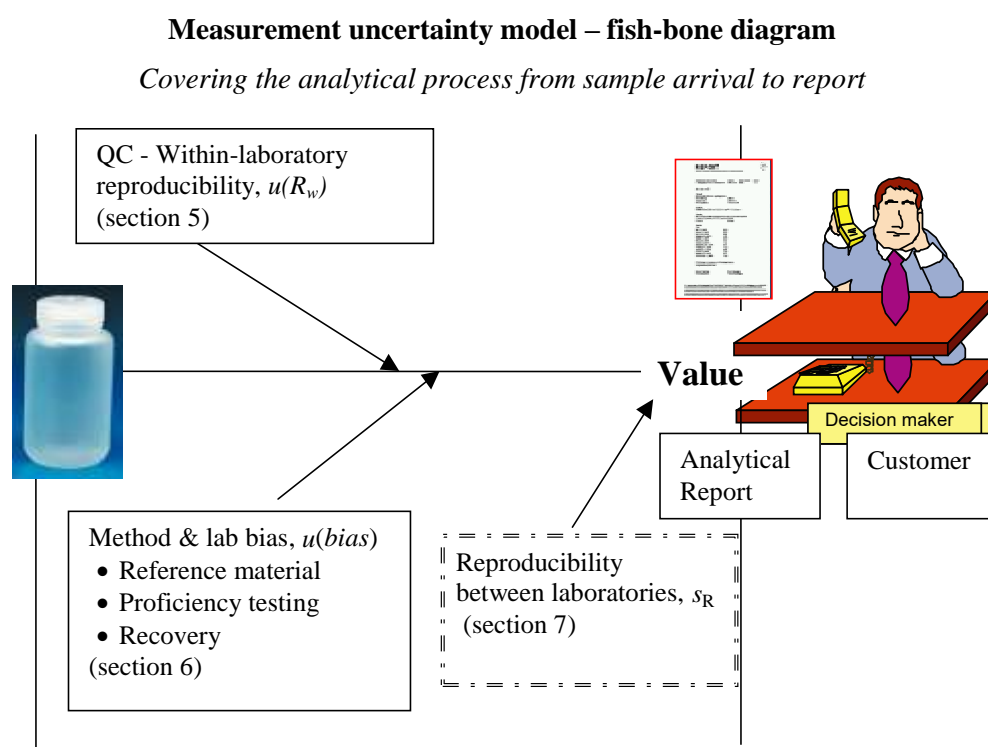 Measurement uncertainty model – fish-bone diagram
Covering the analytical process from sample arrival to report
QC - Within-laboratory
reproducibility, u(Rw)
(section 5)
Value
Decision maker
Analytical
Report
Customer
Method & lab bias, u(bias)
• Reference material
• Proficiency testing
• Recovery
(section 6)
Reproducibility
between laboratories, sR
(section 7)